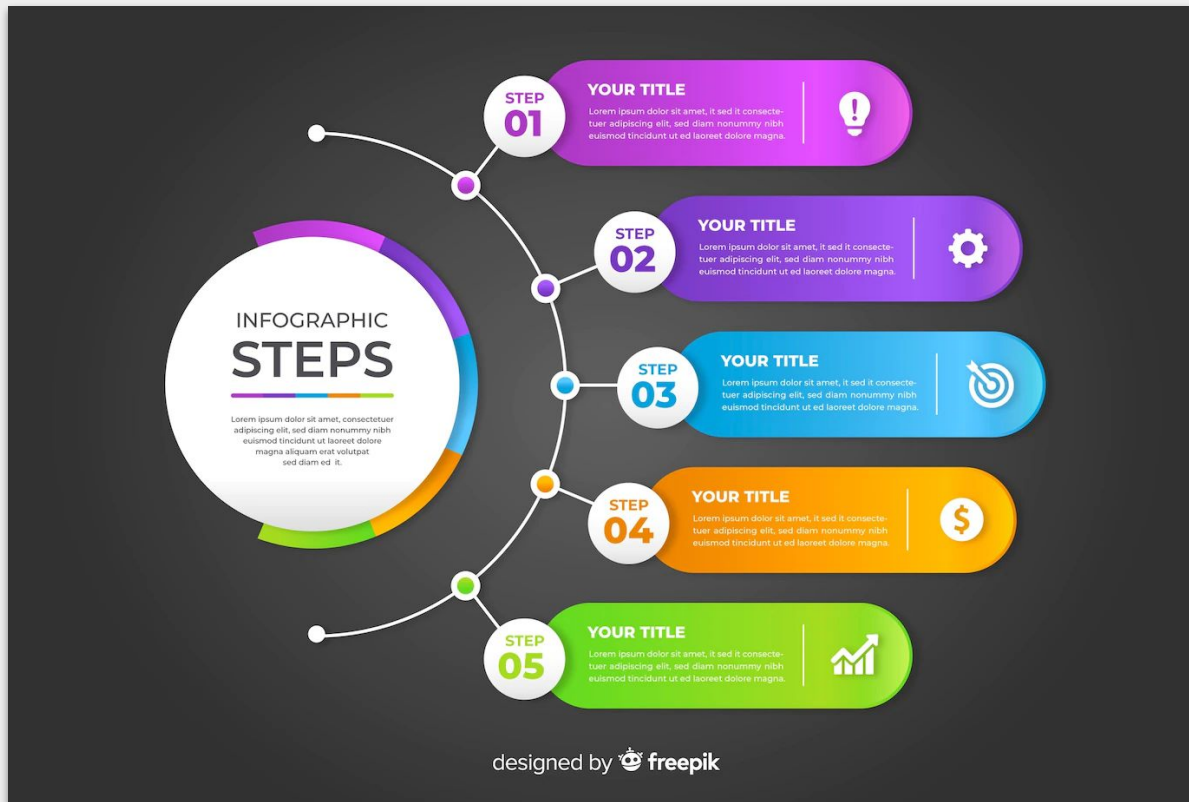 STEP
01
YOUR TITLE
Lorem ipsum dolor sit amet, it sed it consecte-
tuer adipiscing elit, sed diam nonummy nibh
euismod tincidunt ut ed laoreet dolore magna.
STEP
02
YOUR TITLE
Lorem ipsum dolor sit amet, it sed it consecte-
tuer adipiscing elit, sed diam nonummy nibh
euismod tincidunt ut ed laoreet dolore magna.
INFOGRAPHIC
STEPS
Lorem ipsum dolor sit amet, consectetuer
adipiscing elit, sed diam nonummy nibh
euismod tincidunt ut laoreet dolore
magna aliquam erat volutpat
sed diam ed it.
STEP
03
YOUR TITLE
Lorem ipsum dolor sit amet, it sed it consecte-
tuer adipiscing elit, sed diam nonummy nibh
euismod tincidunt ut ed laoreet dolore magna.
STEP
04
YOUR TITLE
Lorem ipsum dolor sit amet, it sed it consecte-
tuer adipiscing elit, sed diam nonummy nibh
euismod tincidunt ut ed laoreet dolore magna.
$
STEP
05
YOUR TITLE
Lorem ipsum dolor sit amet, it sed it consecte-
tuer adipiscing elit, sed diam nonummy nibh
euismod tincidunt ut ed laoreet dolore magna.
designed by freepik